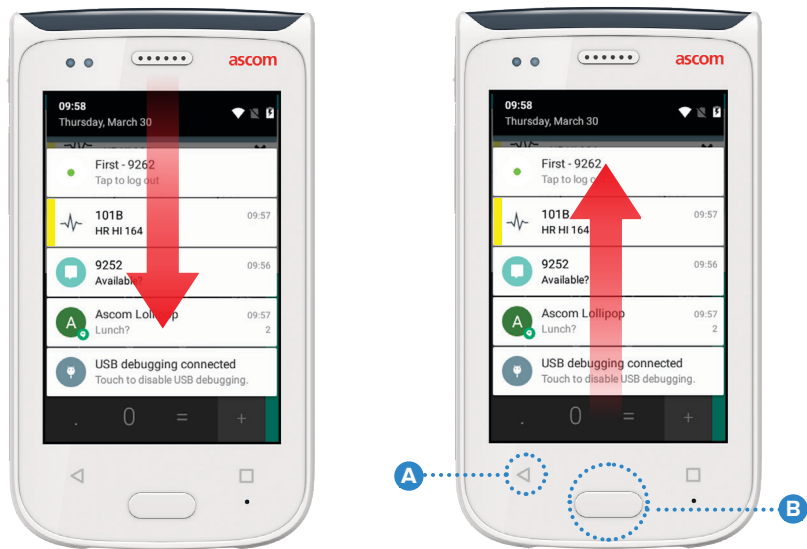 ascom
09:58
Thursday, March 30
First - 9262
Tap to log out
101B
09:57
HR HI 164
9252
09:56
Available?
A
Ascom Lollipop
09:57
Lunch?
2
USB debugging connected
Touch to disable USB debugging.
. 0 = +
ascom
09:58
Thursday, March 30
First - 9262
Tap to log
101B
09:57
HR HI 164
9252
09:56
Available?
A
Ascom Lollipop
09:57
Lunch?
2
USB debugging connected
Touch to disable USB debugging.
. 0 = +
A
B